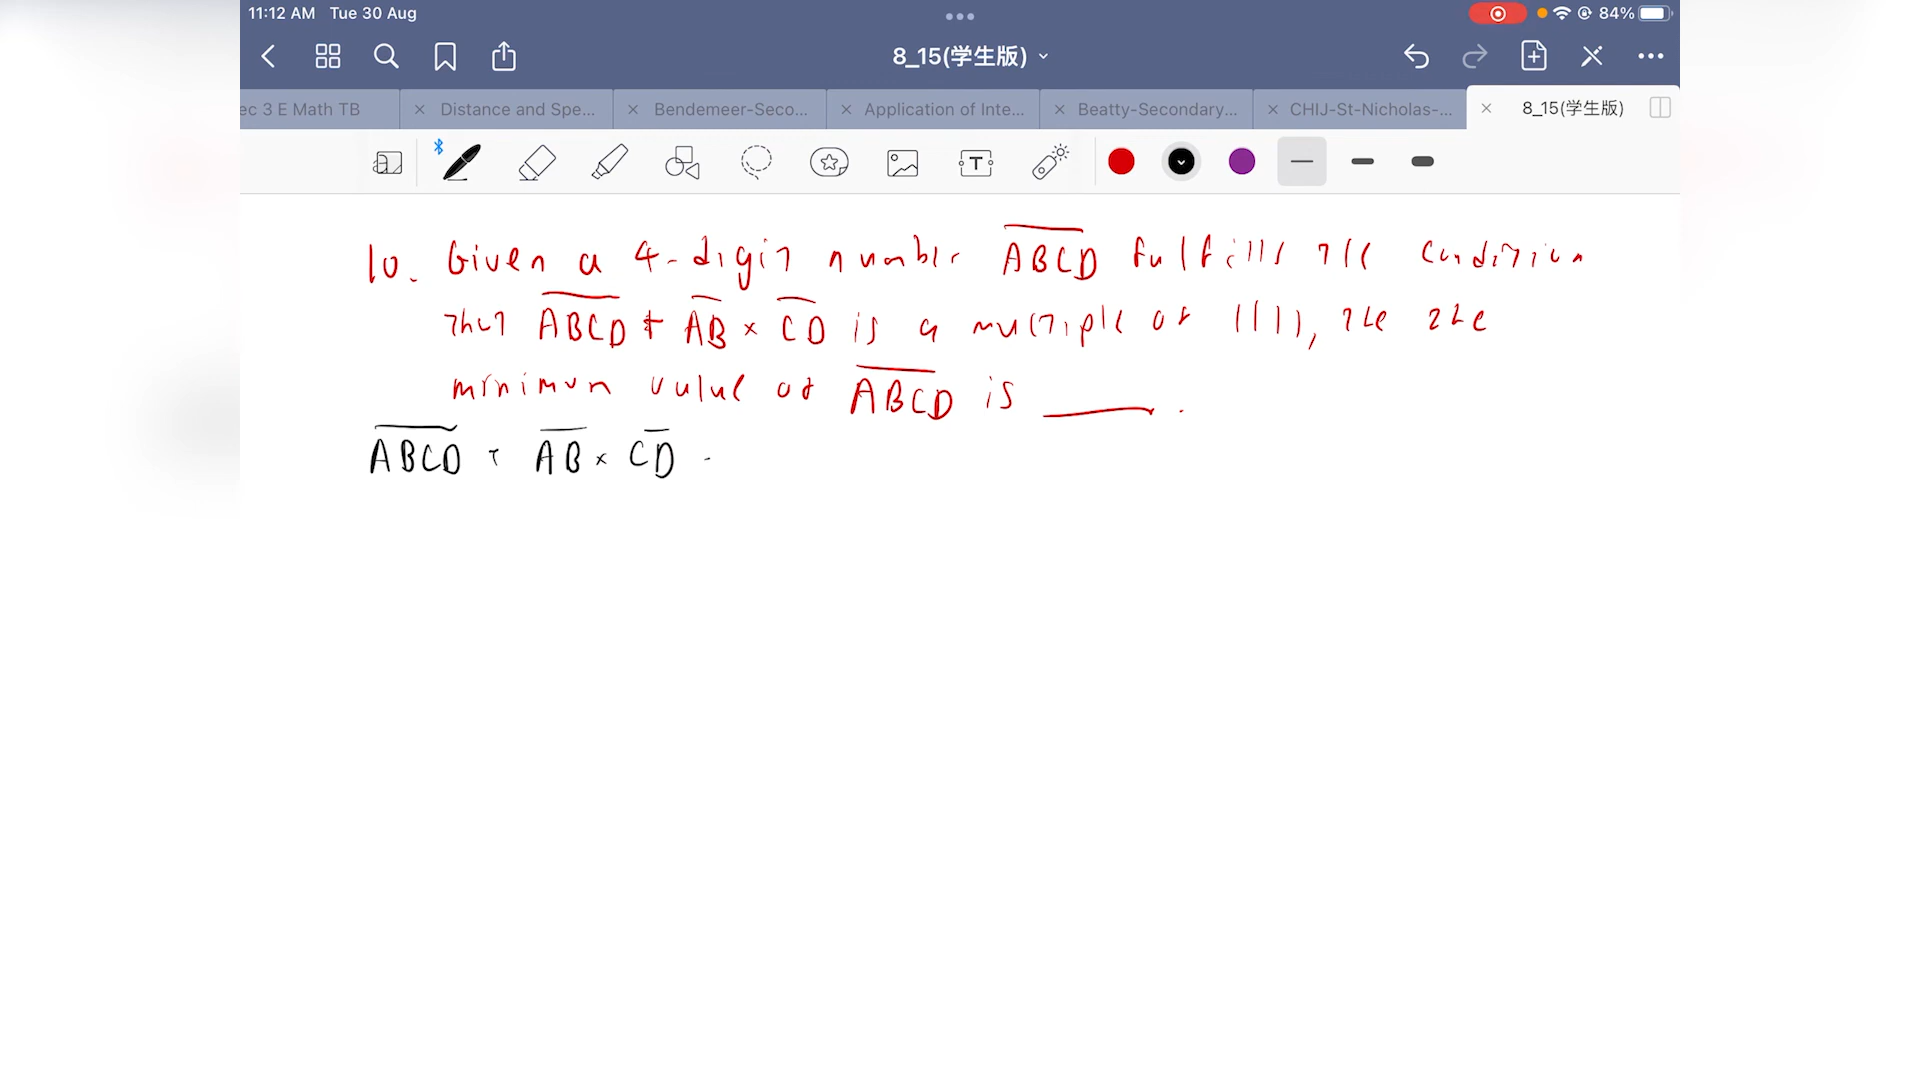 11:12 AM Tue 30 Aug 84%
8_15(学生版)
ec 3 E Math TB Distance and Spe... Bendemeer-Seco... Application of Inte... Beatty-Secondary... CHIJ-St-Nicholas-... 8_15(学生版)
10. Given a 4-digit number ABCD fulfills the condition
that ABCD + AB × CD is a multiple of 1111, the the
minimum value of ABCD is ____.
ABCD + AB × CD -